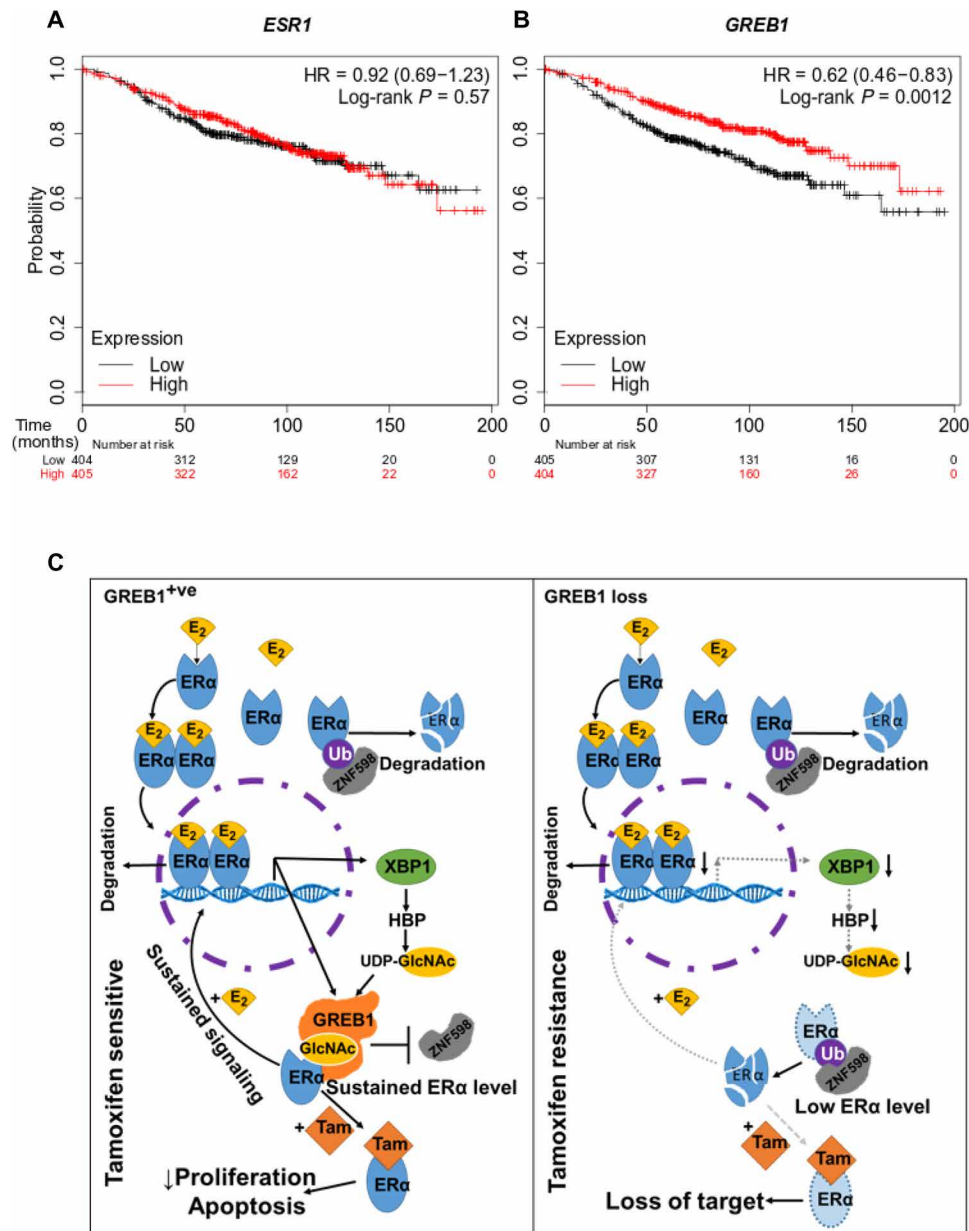 A
ESR1
HR = 0.92 (0.69−1.23)
Log-rank P = 0.57
Probability
1.0
0.8
0.6
0.4
0.2
0.0
Expression
Low
High
0 50 100 150 200
Time
(months)
Number at risk
Low 404 312 129 20 0
High 405 322 162 22 0
B
GREB1
HR = 0.62 (0.46−0.83)
Log-rank P = 0.0012
1.0
0.8
0.6
0.4
0.2
0.0
Expression
Low
High
0 50 100 150 200
Number at risk
405 307 131 16 0
404 327 160 26 0
C
GREB1+ve
E2
E2
ERα
ERα
ERα
Ub
ZNF598
ERα
Degradation
E2 E2
ERα ERα
Degradation
E2 E2
ERα ERα
XBP1
HBP
UDP-GlcNAc
Tamoxifen sensitive
Sustained signaling
+ E2
GREB1
GlcNAc
ZNF598
ERα
Sustained ERα level
+ Tam
Tam
ERα
↓Proliferation
Apoptosis
GREB1 loss
E2
E2
ERα
ERα
ERα
Ub
ZNF598
ERα
Degradation
E2 E2
ERα ERα
Degradation
E2 E2
ERα ERα ↓
XBP1 ↓
HBP ↓
UDP-GlcNAc ↓
Tamoxifen resistance
+ E2
ERα
Ub
ZNF598
ERα
Low ERα level
+ Tam
Tam
ERα
Loss of target